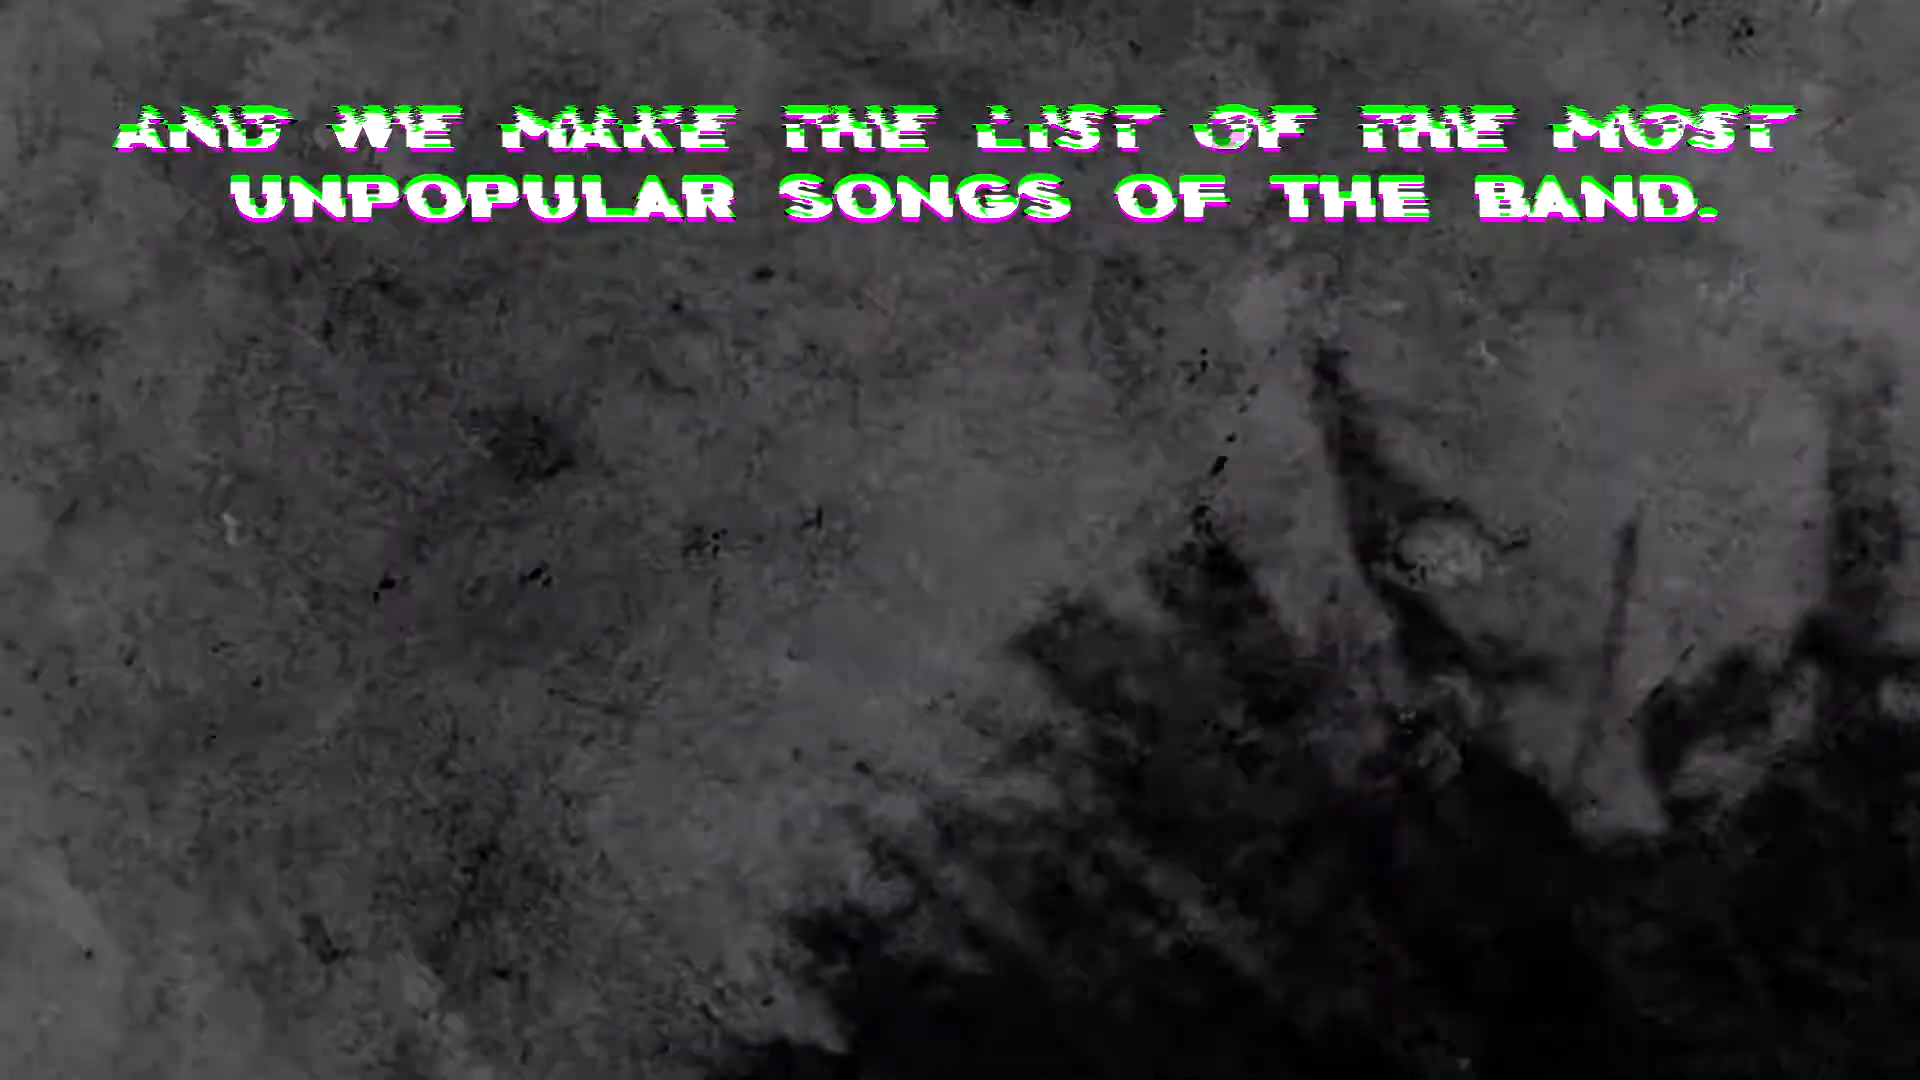 AND WE MAKE THE LIST OF THE MOST
UNPOPULAR SONGS OF THE BAND.